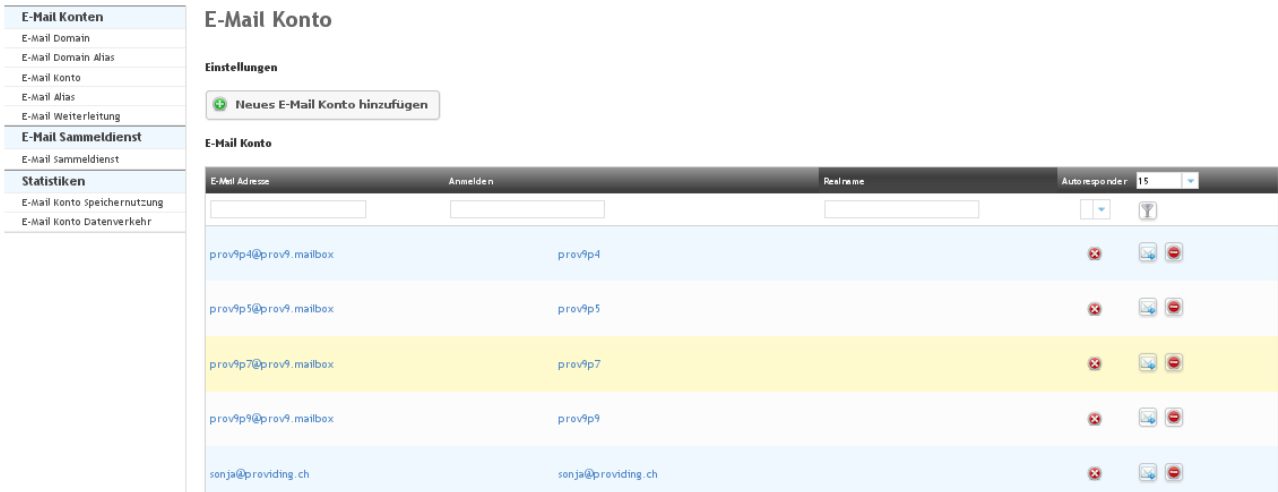 E-Mail Konten
E-Mail Domain
E-Mail Domain Alias
E-Mail Konto
E-Mail Alias
E-Mail Weiterleitung
E-Mail Sammeldienst
E-Mail Sammeldienst
Statistiken
E-Mail Konto Speichernutzung
E-Mail Konto Datenverkehr
E-Mail Konto
Einstellungen
Neues E-Mail Konto hinzufügen
E-Mail Konto
E-Mail Adresse Anmelden Realname Autoresponder 15
prov9p4@prov9.mailbox prov9p4
prov9p5@prov9.mailbox prov9p5
prov9p7@prov9.mailbox prov9p7
prov9p9@prov9.mailbox prov9p9
sonja@providing.ch sonja@providing.ch